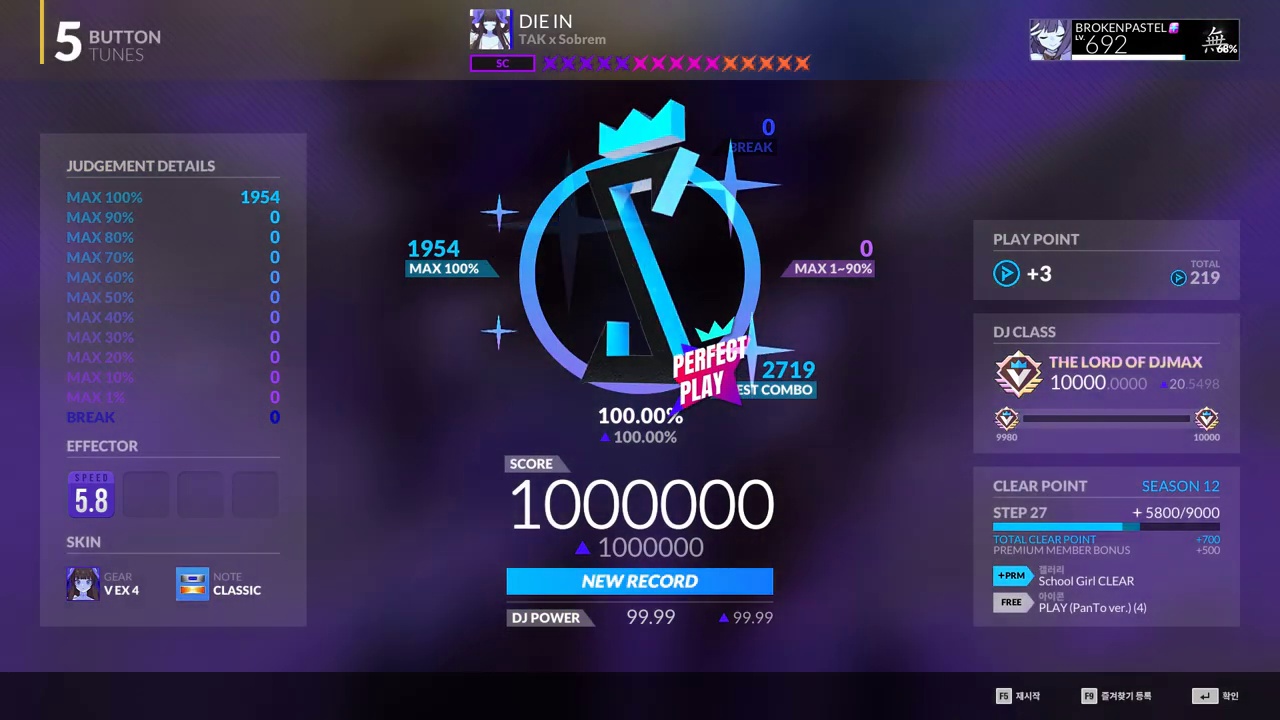 5 BUTTON
TUNES
DIE IN
TAK x Sobrem
SC
BROKENPASTEL
LV. 692
無
68%
JUDGEMENT DETAILS
MAX 100% 1954
MAX 90% 0
MAX 80% 0
MAX 70% 0
MAX 60% 0
MAX 50% 0
MAX 40% 0
MAX 30% 0
MAX 20% 0
MAX 10% 0
MAX 1% 0
BREAK 0
EFFECTOR
SPEED
5.8
SKIN
GEAR
V EX 4
NOTE
CLASSIC
0
BREAK
1954
MAX 100%
0
MAX 1~90%
PERFECT
PLAY
2719
EST COMBO
100.00%
▲ 100.00%
SCORE
1000000
▲ 1000000
NEW RECORD
DJ POWER 99.99 ▲ 99.99
PLAY POINT
+3
TOTAL
219
DJ CLASS
THE LORD OF DJMAX
10000.0000 ▲ 20.5498
9980 10000
CLEAR POINT SEASON 12
STEP 27 + 5800/9000
TOTAL CLEAR POINT +700
PREMIUM MEMBER BONUS +500
+PRM 갤러리
School Girl CLEAR
FREE 아이콘
PLAY (PanTo ver.) (4)
F5 재시작 F9 즐겨찾기 등록 ↵ 확인